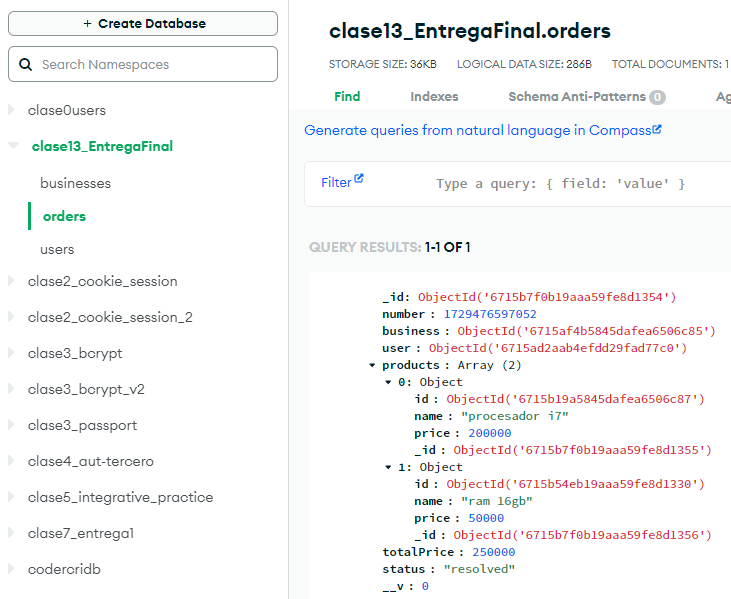 + Create Database
Search Namespaces
clase0users
clase13_EntregaFinal
businesses
orders
users
clase2_cookie_session
clase2_cookie_session_2
clase3_bcrypt
clase3_bcrypt_v2
clase3_passport
clase4_aut-tercero
clase5_integrative_practice
clase7_entrega1
codercridb
clase13_EntregaFinal.orders
STORAGE SIZE: 36KB LOGICAL DATA SIZE: 286B TOTAL DOCUMENTS: 1
Find Indexes Schema Anti-Patterns 0 Ag
Generate queries from natural language in Compass
Filter Type a query: { field: 'value' }
QUERY RESULTS: 1-1 OF 1
_id: ObjectId('6715b7f0b19aaa59fe8d1354')
number: 1729476597052
business: ObjectId('6715af4b5845dafea6506c85')
user: ObjectId('6715ad2aab4efdd29fad77c0')
products: Array (2)
0: Object
id: ObjectId('6715b19a5845dafea6506c87')
name: "procesador i7"
price: 200000
_id: ObjectId('6715b7f0b19aaa59fe8d1355')
1: Object
id: ObjectId('6715b54eb19aaa59fe8d1330')
name: "ram 16gb"
price: 50000
_id: ObjectId('6715b7f0b19aaa59fe8d1356')
totalPrice: 250000
status: "resolved"
__v: 0